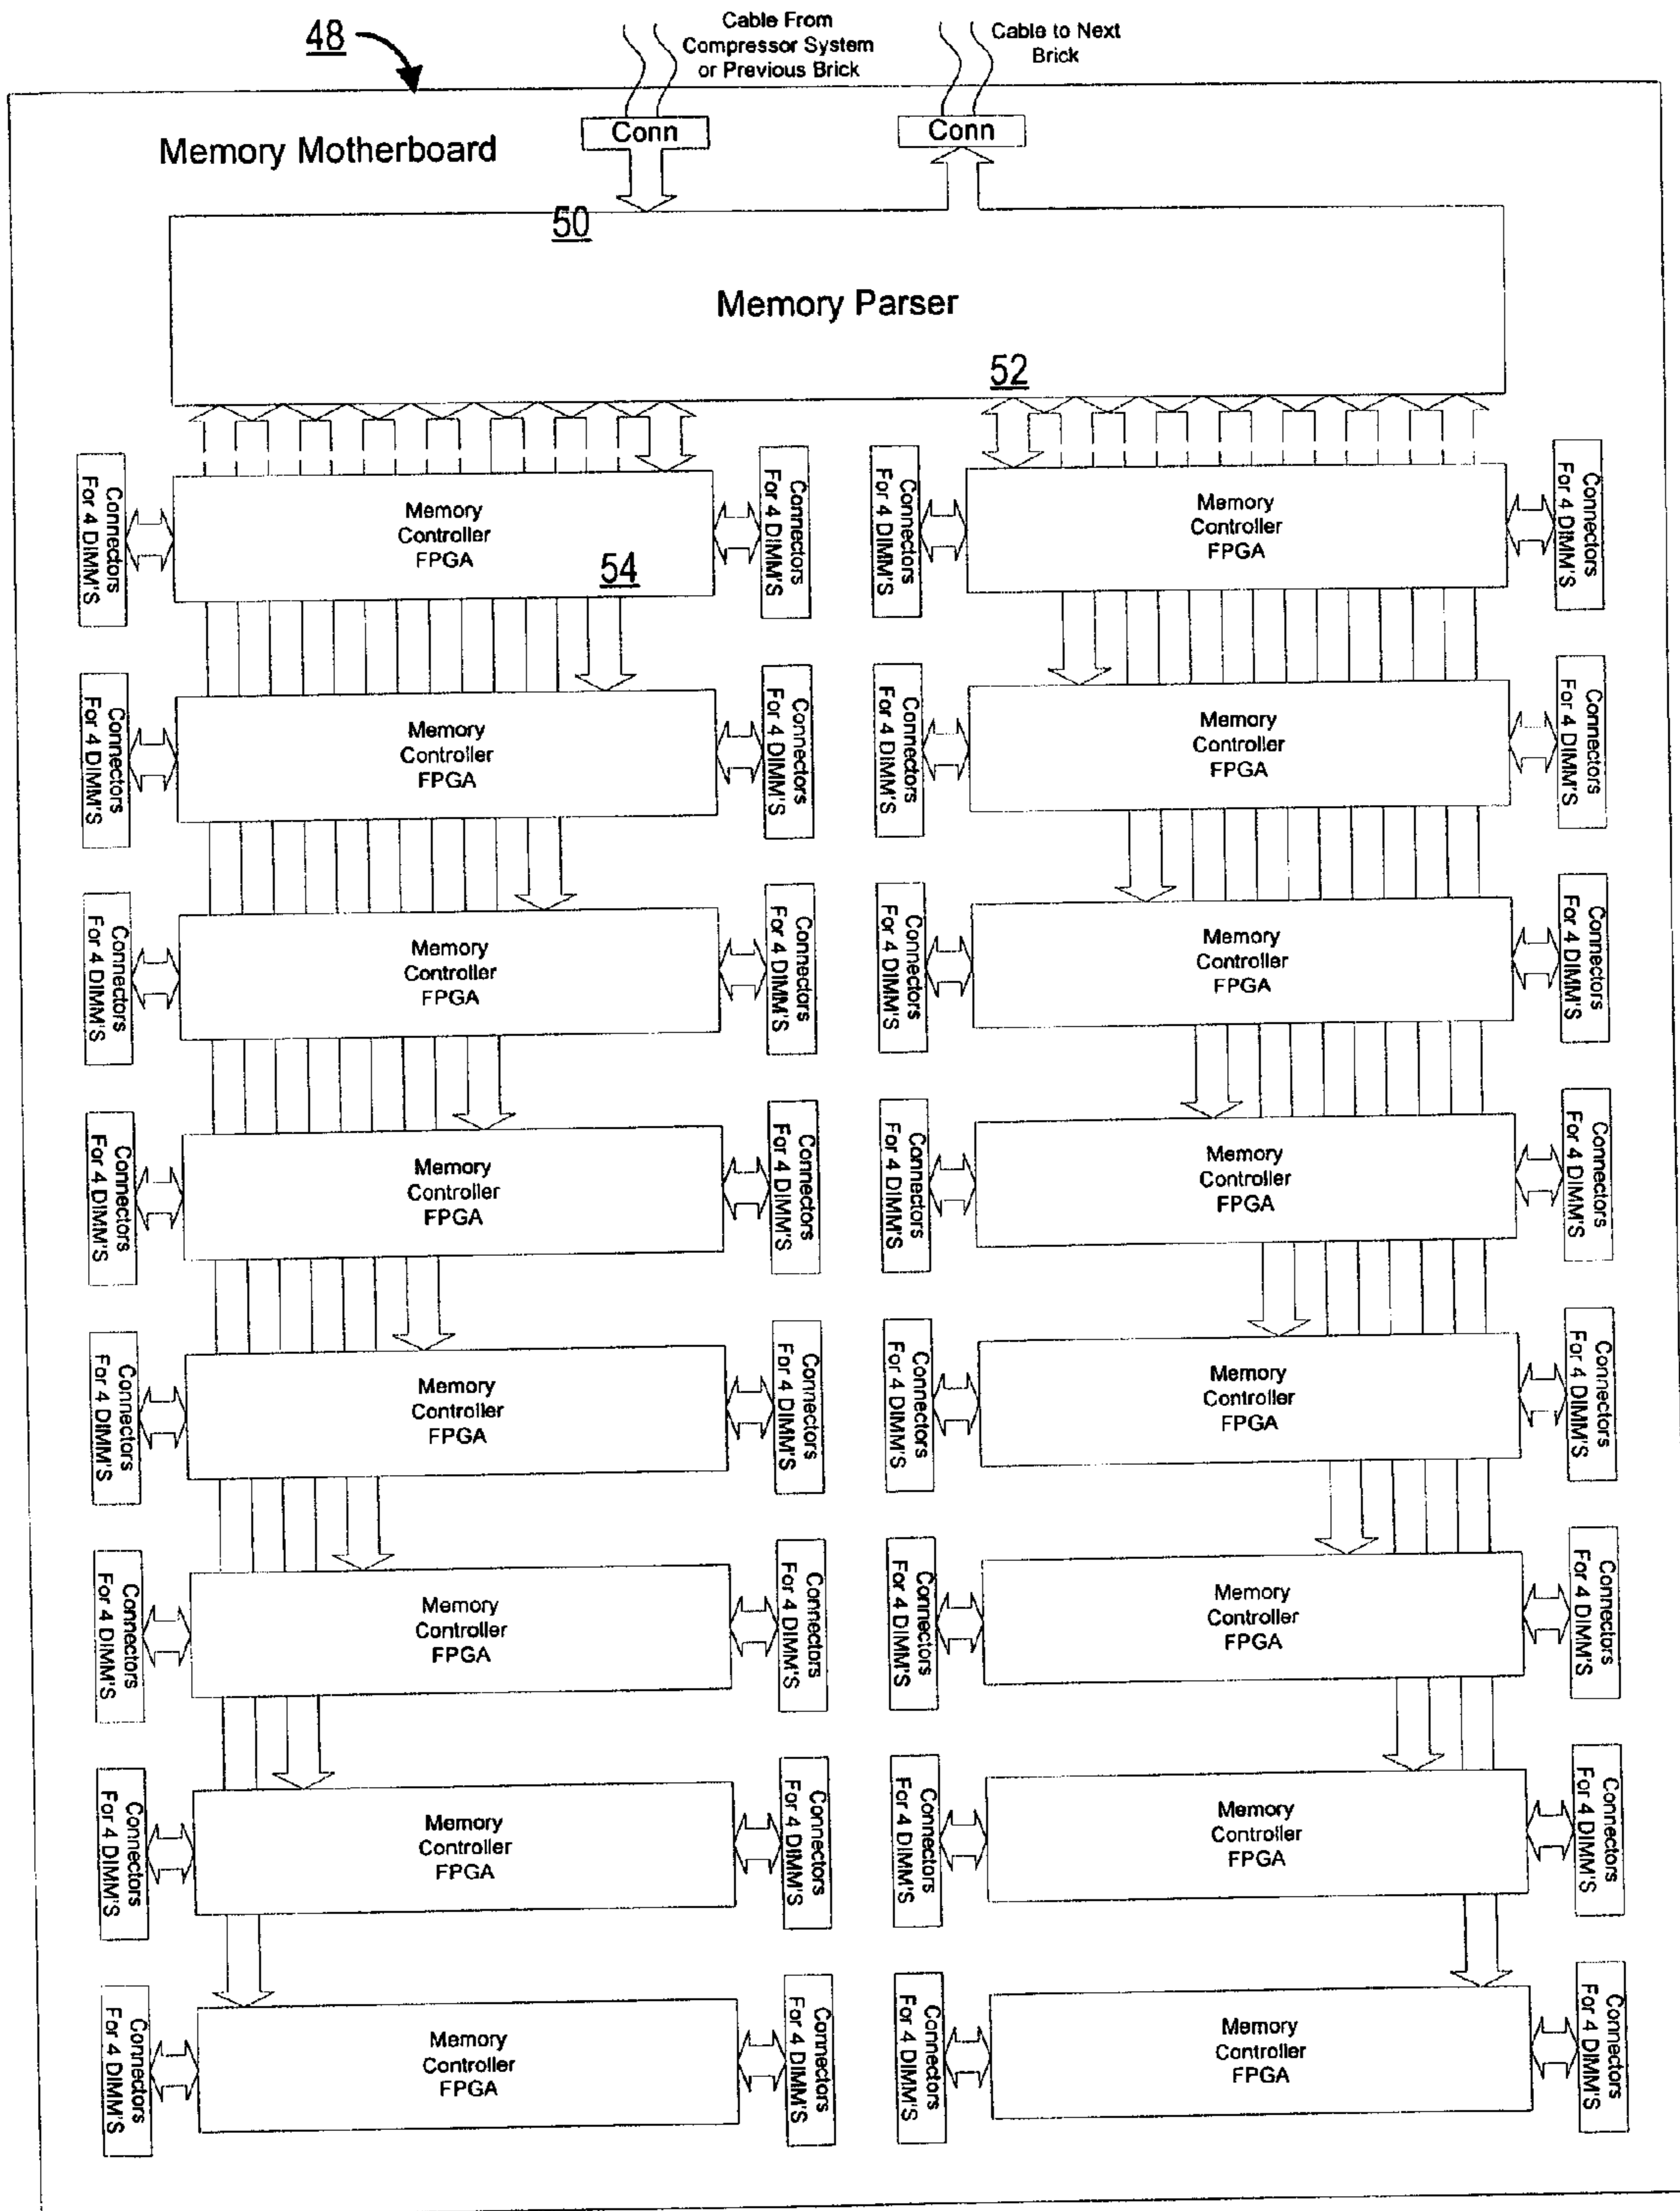 48
Cable From
Compressor System
or Previous Brick
Cable to Next
Brick
Memory Motherboard
Conn
Conn
50
Memory Parser
52
Connectors
For 4 DIMM'S
Memory
Controller
FPGA
54
Connectors
For 4 DIMM'S
Connectors
For 4 DIMM'S
Memory
Controller
FPGA
Connectors
For 4 DIMM'S
Connectors
For 4 DIMM'S
Memory
Controller
FPGA
Connectors
For 4 DIMM'S
Connectors
For 4 DIMM'S
Memory
Controller
FPGA
Connectors
For 4 DIMM'S
Connectors
For 4 DIMM'S
Memory
Controller
FPGA
Connectors
For 4 DIMM'S
Connectors
For 4 DIMM'S
Memory
Controller
FPGA
Connectors
For 4 DIMM'S
Connectors
For 4 DIMM'S
Memory
Controller
FPGA
Connectors
For 4 DIMM'S
Connectors
For 4 DIMM'S
Memory
Controller
FPGA
Connectors
For 4 DIMM'S
Connectors
For 4 DIMM'S
Memory
Controller
FPGA
Connectors
For 4 DIMM'S
Connectors
For 4 DIMM'S
Memory
Controller
FPGA
Connectors
For 4 DIMM'S
Connectors
For 4 DIMM'S
Memory
Controller
FPGA
Connectors
For 4 DIMM'S
Connectors
For 4 DIMM'S
Memory
Controller
FPGA
Connectors
For 4 DIMM'S
Connectors
For 4 DIMM'S
Memory
Controller
FPGA
Connectors
For 4 DIMM'S
Connectors
For 4 DIMM'S
Memory
Controller
FPGA
Connectors
For 4 DIMM'S
Connectors
For 4 DIMM'S
Memory
Controller
FPGA
Connectors
For 4 DIMM'S
Connectors
For 4 DIMM'S
Memory
Controller
FPGA
Connectors
For 4 DIMM'S